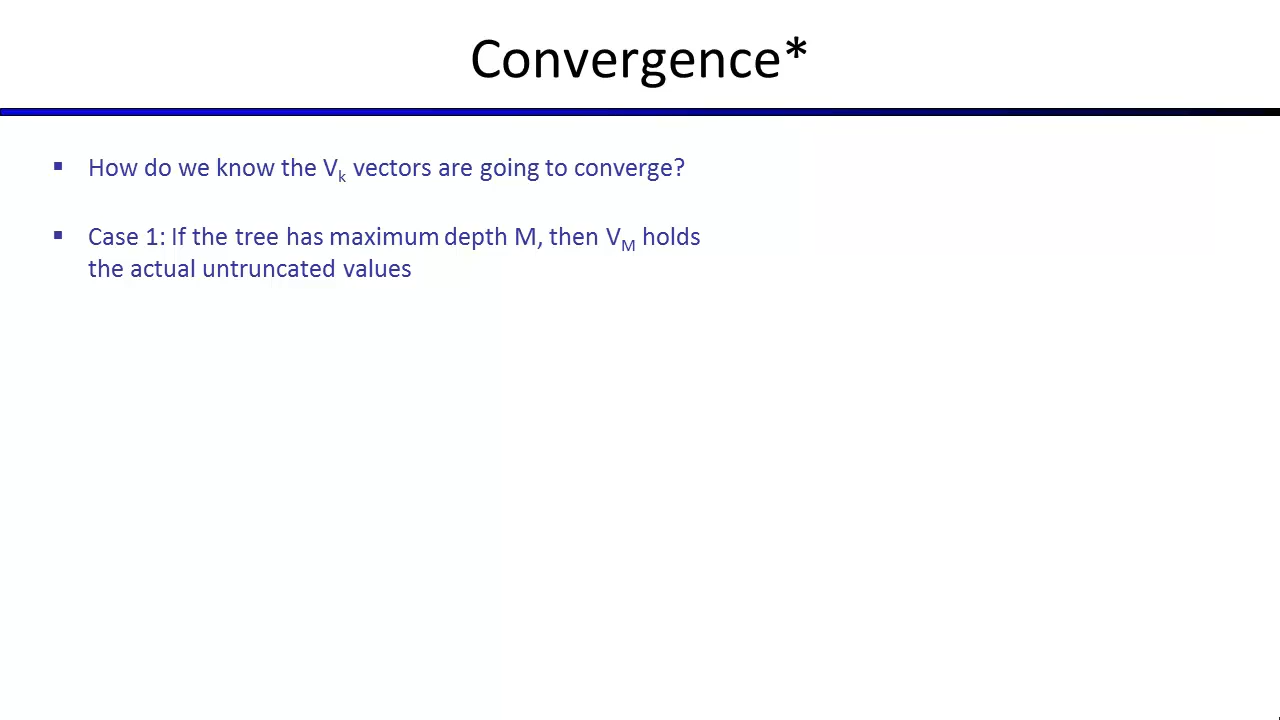 Convergence*
▪ How do we know the Vk vectors are going to converge?
▪ Case 1: If the tree has maximum depth M, then VM holds
the actual untruncated values